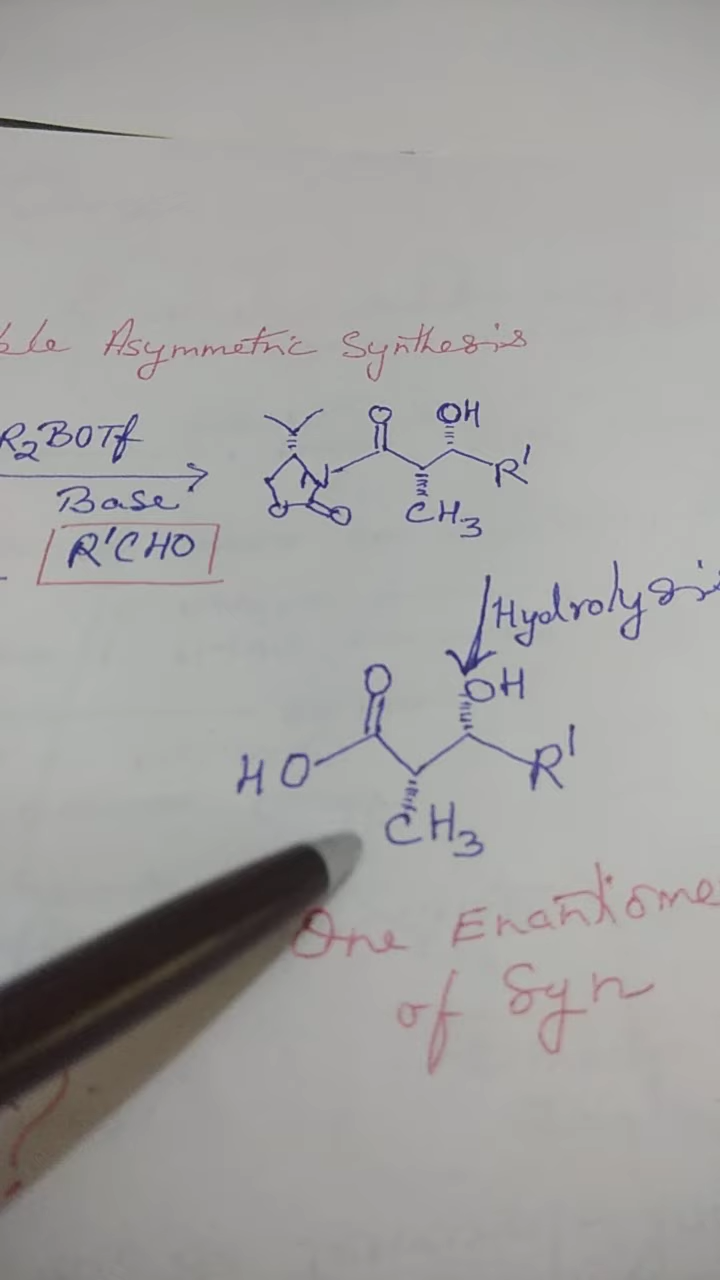 Asymmetric Synthesis
R₂BOTf
Base
R'CHO
O OH
N R'
O O CH₃
Hydrolysis
O OH
HO R'
CH₃
One Enantiome
of Syn